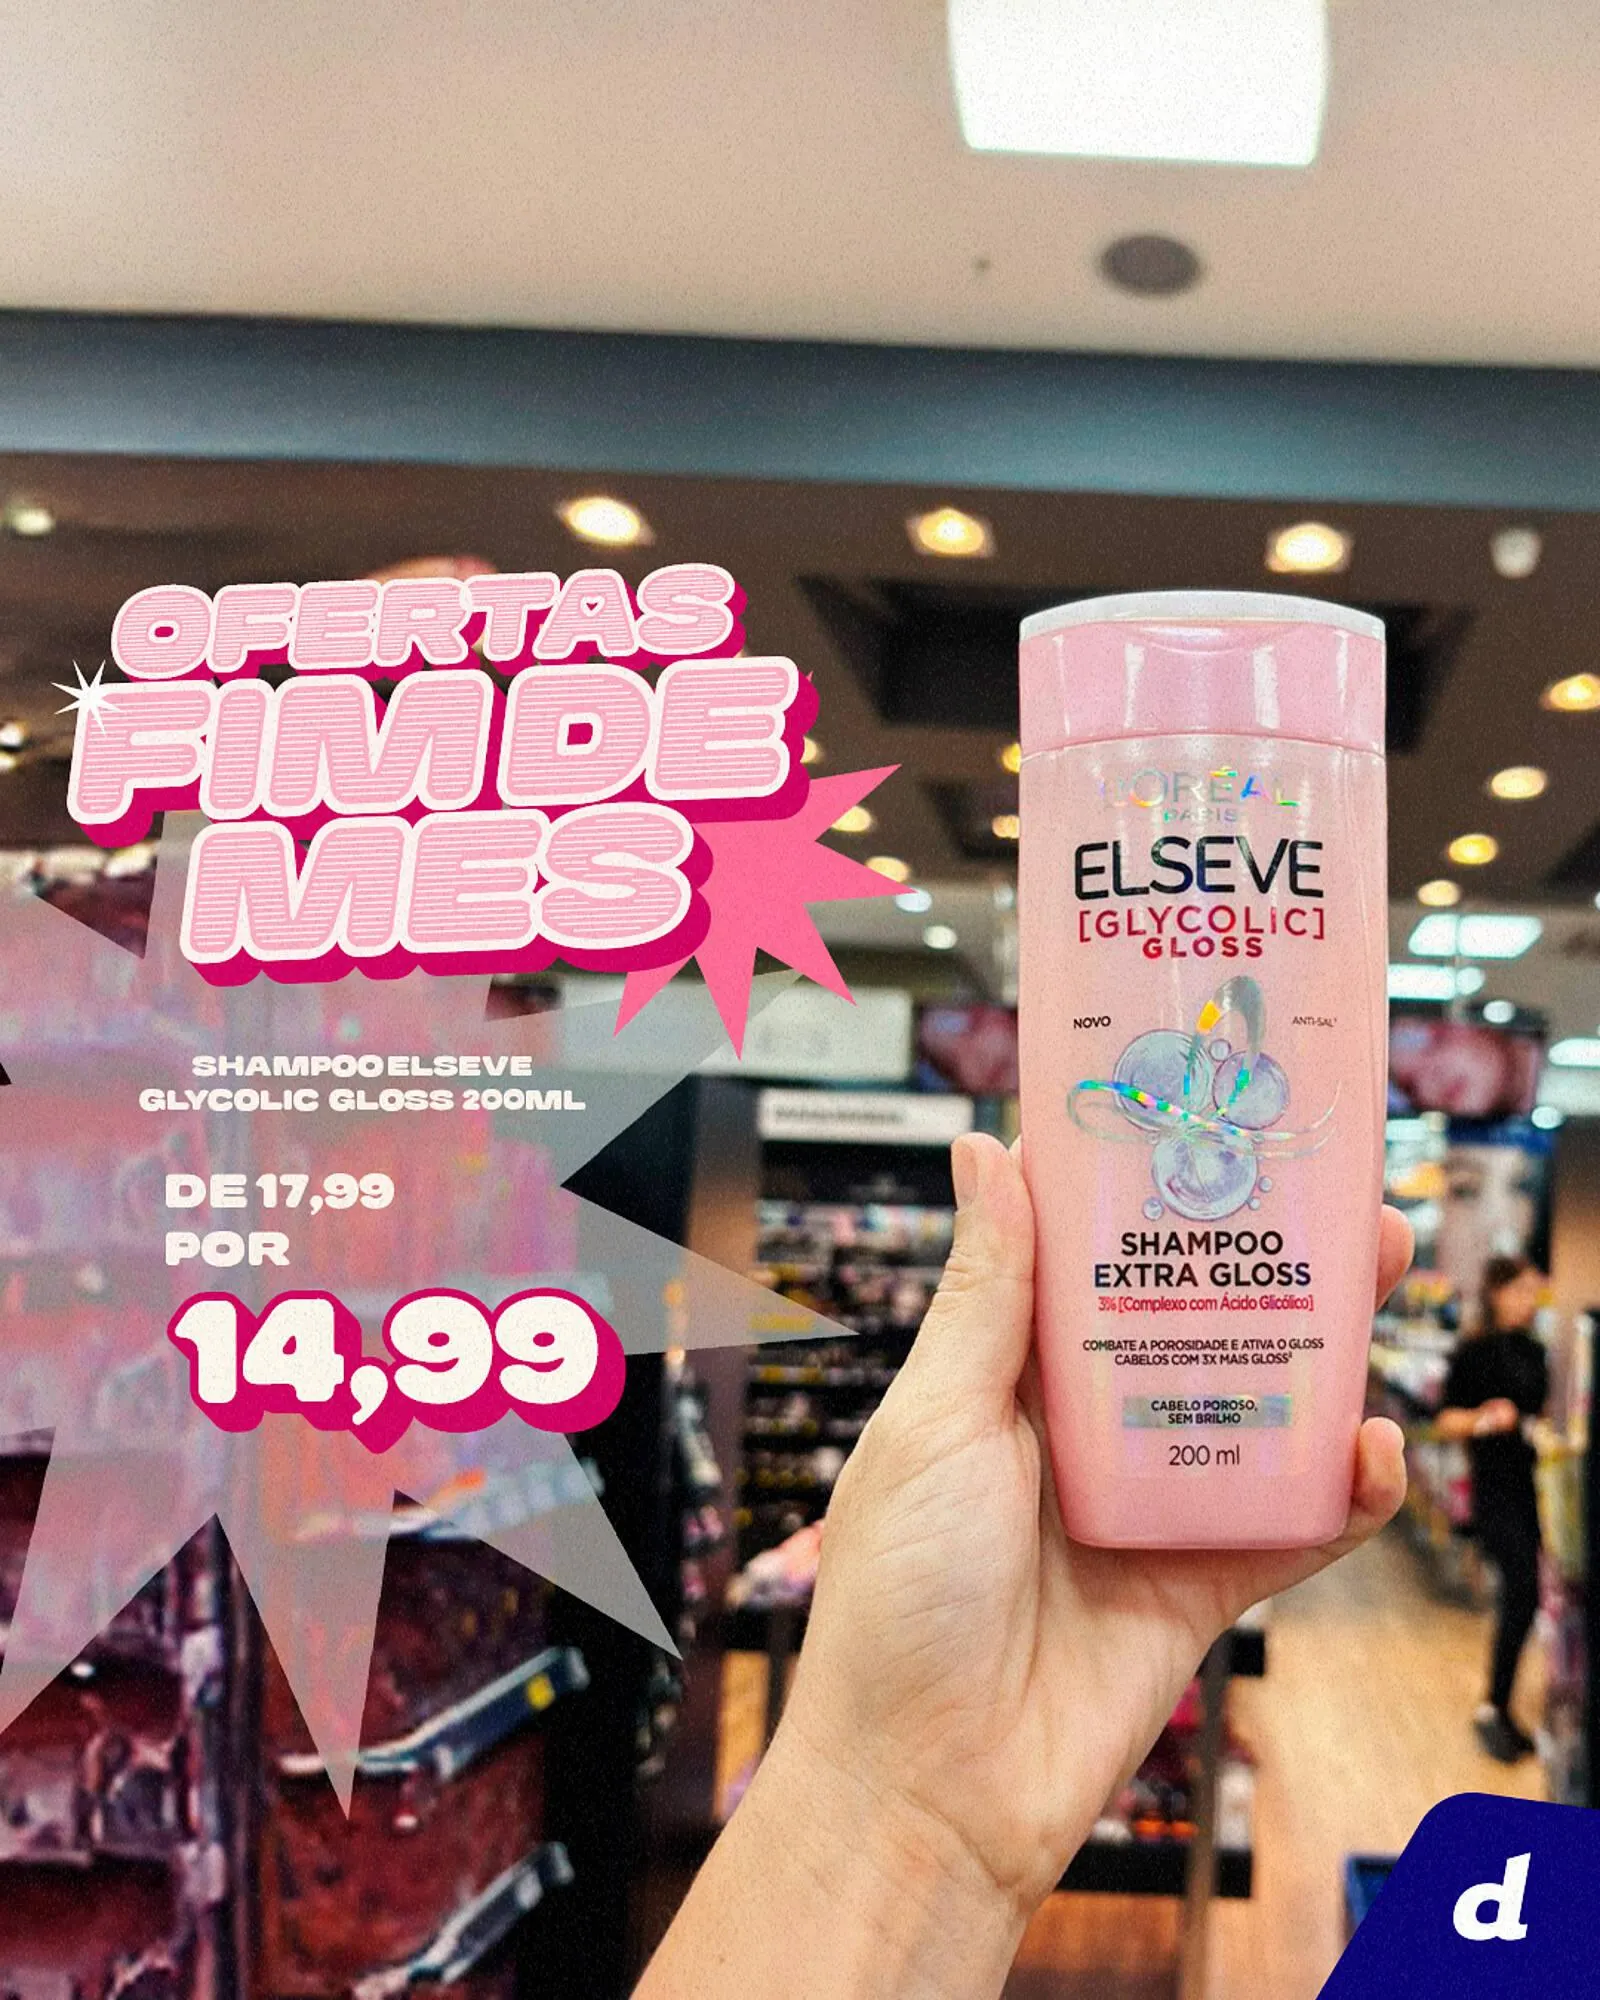 OFERTAS
FIM DE
MES
SHAMPOO ELSEVE
GLYCOLIC GLOSS 200ML
DE 17,99
POR
14,99
L'ORÉAL
PARIS
ELSEVE
[GLYCOLIC]
GLOSS
NOVO
ANTI-SAL¹
SHAMPOO
EXTRA GLOSS
3% [Complexo com Ácido Glicólico]
COMBATE A POROSIDADE E ATIVA O GLOSS
CABELOS COM 3X MAIS GLOSS²
CABELO POROSO,
SEM BRILHO
200 ml
d